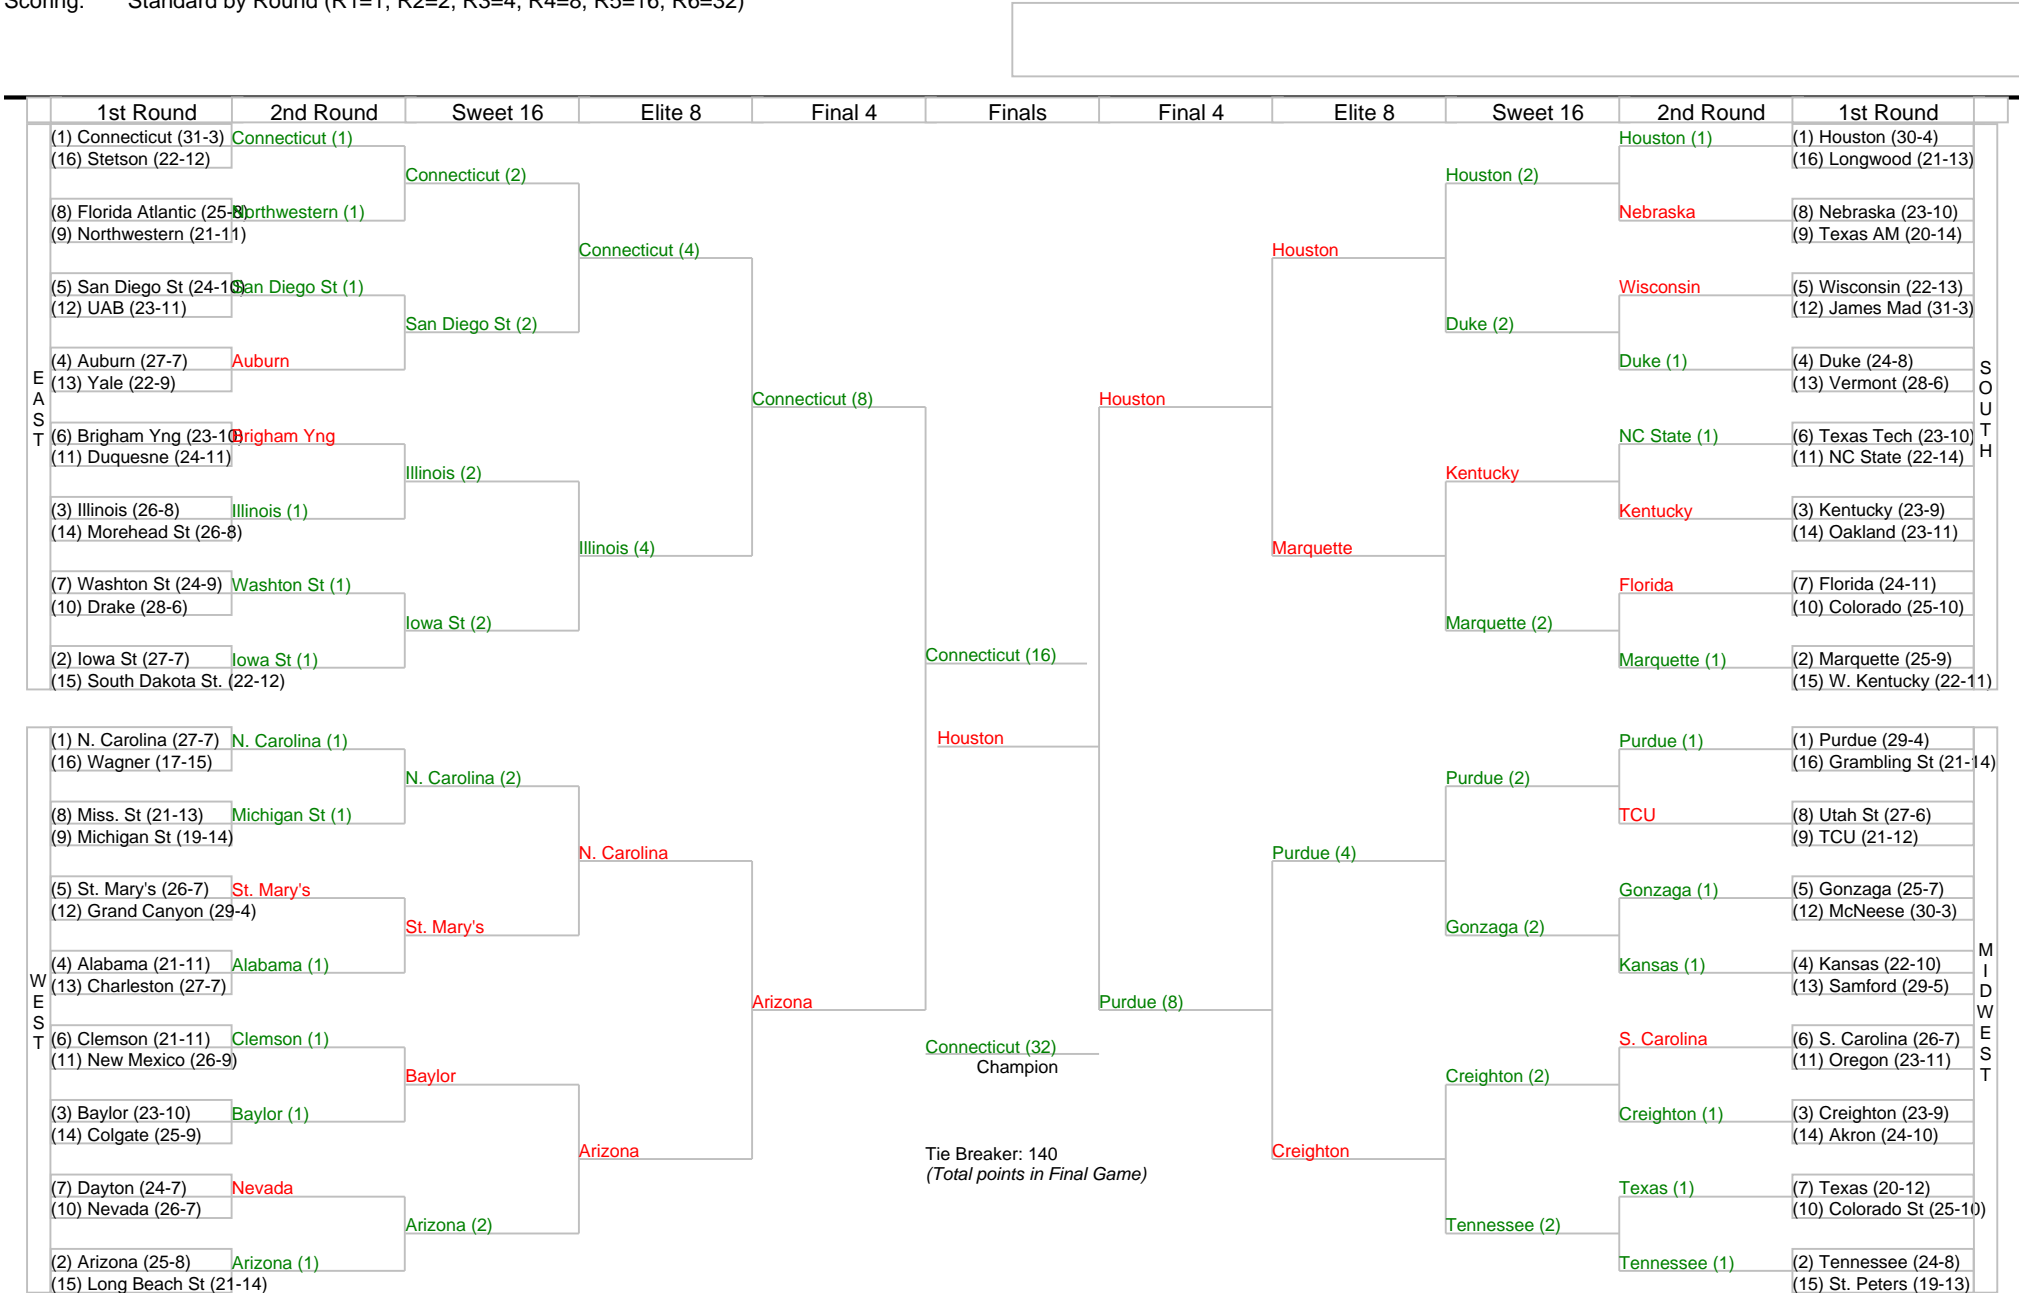 Scoring: Standard by Round (R1=1, R2=2, R3=4, R4=8, R5=16, R6=32)
1st Round 2nd Round Sweet 16 Elite 8 Final 4 Finals Final 4 Elite 8 Sweet 16 2nd Round 1st Round
EAST
(1) Connecticut (31-3)
(16) Stetson (22-12)
(8) Florida Atlantic (25-8)
(9) Northwestern (21-11)
(5) San Diego St (24-10)
(12) UAB (23-11)
(4) Auburn (27-7)
(13) Yale (22-9)
(6) Brigham Yng (23-10)
(11) Duquesne (24-11)
(3) Illinois (26-8)
(14) Morehead St (26-8)
(7) Washton St (24-9)
(10) Drake (28-6)
(2) Iowa St (27-7)
(15) South Dakota St. (22-12)
Connecticut (1)
Northwestern (1)
San Diego St (1)
Auburn
Brigham Yng
Illinois (1)
Washton St (1)
Iowa St (1)
Connecticut (2)
San Diego St (2)
Illinois (2)
Iowa St (2)
Connecticut (4)
Illinois (4)
Connecticut (8)
WEST
(1) N. Carolina (27-7)
(16) Wagner (17-15)
(8) Miss. St (21-13)
(9) Michigan St (19-14)
(5) St. Mary's (26-7)
(12) Grand Canyon (29-4)
(4) Alabama (21-11)
(13) Charleston (27-7)
(6) Clemson (21-11)
(11) New Mexico (26-9)
(3) Baylor (23-10)
(14) Colgate (25-9)
(7) Dayton (24-7)
(10) Nevada (26-7)
(2) Arizona (25-8)
(15) Long Beach St (21-14)
N. Carolina (1)
Michigan St (1)
St. Mary's
Alabama (1)
Clemson (1)
Baylor (1)
Nevada
Arizona (1)
N. Carolina (2)
St. Mary's
Baylor
Arizona (2)
N. Carolina
Arizona
Arizona
Connecticut (16)
Houston
Connecticut (32)
Champion
Tie Breaker: 140
(Total points in Final Game)
Houston
Purdue (8)
Houston
Marquette
Houston (2)
Duke (2)
Kentucky
Marquette (2)
Houston (1)
Nebraska
Wisconsin
Duke (1)
NC State (1)
Kentucky
Florida
Marquette (1)
(1) Houston (30-4)
(16) Longwood (21-13)
(8) Nebraska (23-10)
(9) Texas AM (20-14)
(5) Wisconsin (22-13)
(12) James Mad (31-3)
(4) Duke (24-8)
(13) Vermont (28-6)
(6) Texas Tech (23-10)
(11) NC State (22-14)
(3) Kentucky (23-9)
(14) Oakland (23-11)
(7) Florida (24-11)
(10) Colorado (25-10)
(2) Marquette (25-9)
(15) W. Kentucky (22-11)
SOUTH
Purdue (4)
Creighton
Purdue (2)
Gonzaga (2)
Creighton (2)
Tennessee (2)
Purdue (1)
TCU
Gonzaga (1)
Kansas (1)
S. Carolina
Creighton (1)
Texas (1)
Tennessee (1)
(1) Purdue (29-4)
(16) Grambling St (21-14)
(8) Utah St (27-6)
(9) TCU (21-12)
(5) Gonzaga (25-7)
(12) McNeese (30-3)
(4) Kansas (22-10)
(13) Samford (29-5)
(6) S. Carolina (26-7)
(11) Oregon (23-11)
(3) Creighton (23-9)
(14) Akron (24-10)
(7) Texas (20-12)
(10) Colorado St (25-10)
(2) Tennessee (24-8)
(15) St. Peters (19-13)
MIDWEST